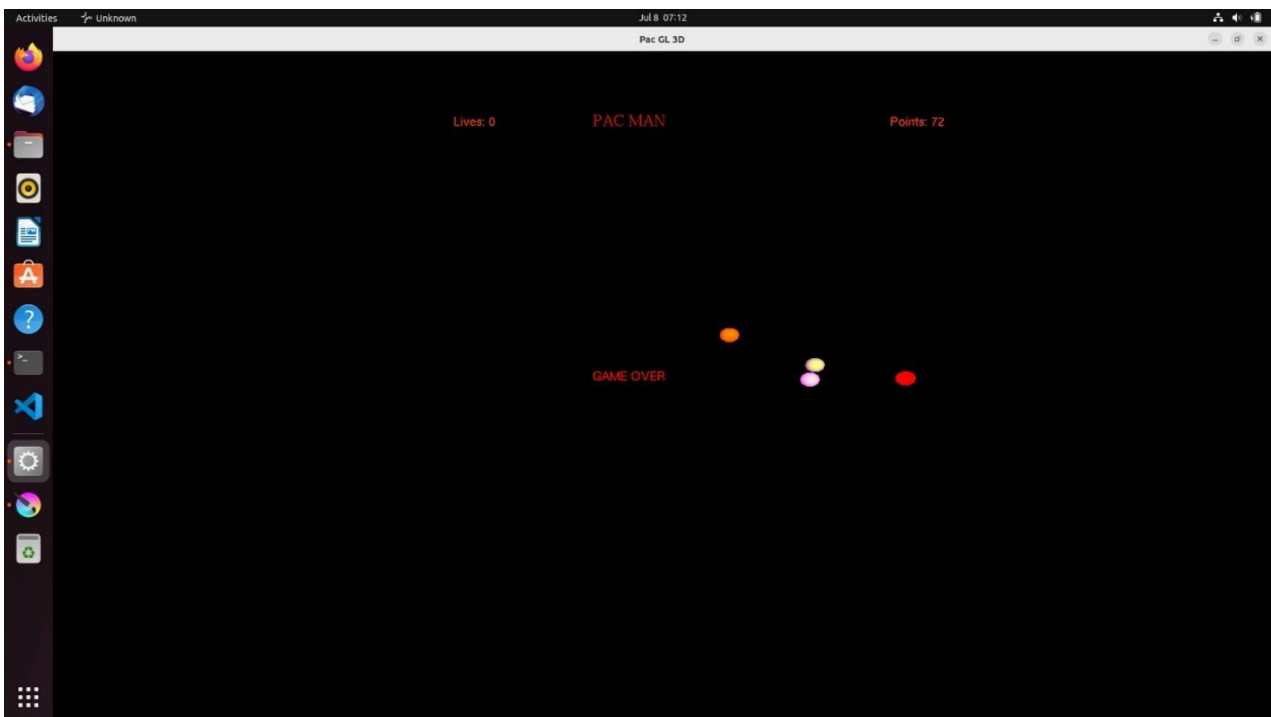 Activities Unknown Jul 8 07:12
Pac GL 3D
Lives: 0 PAC MAN Points: 72
GAME OVER